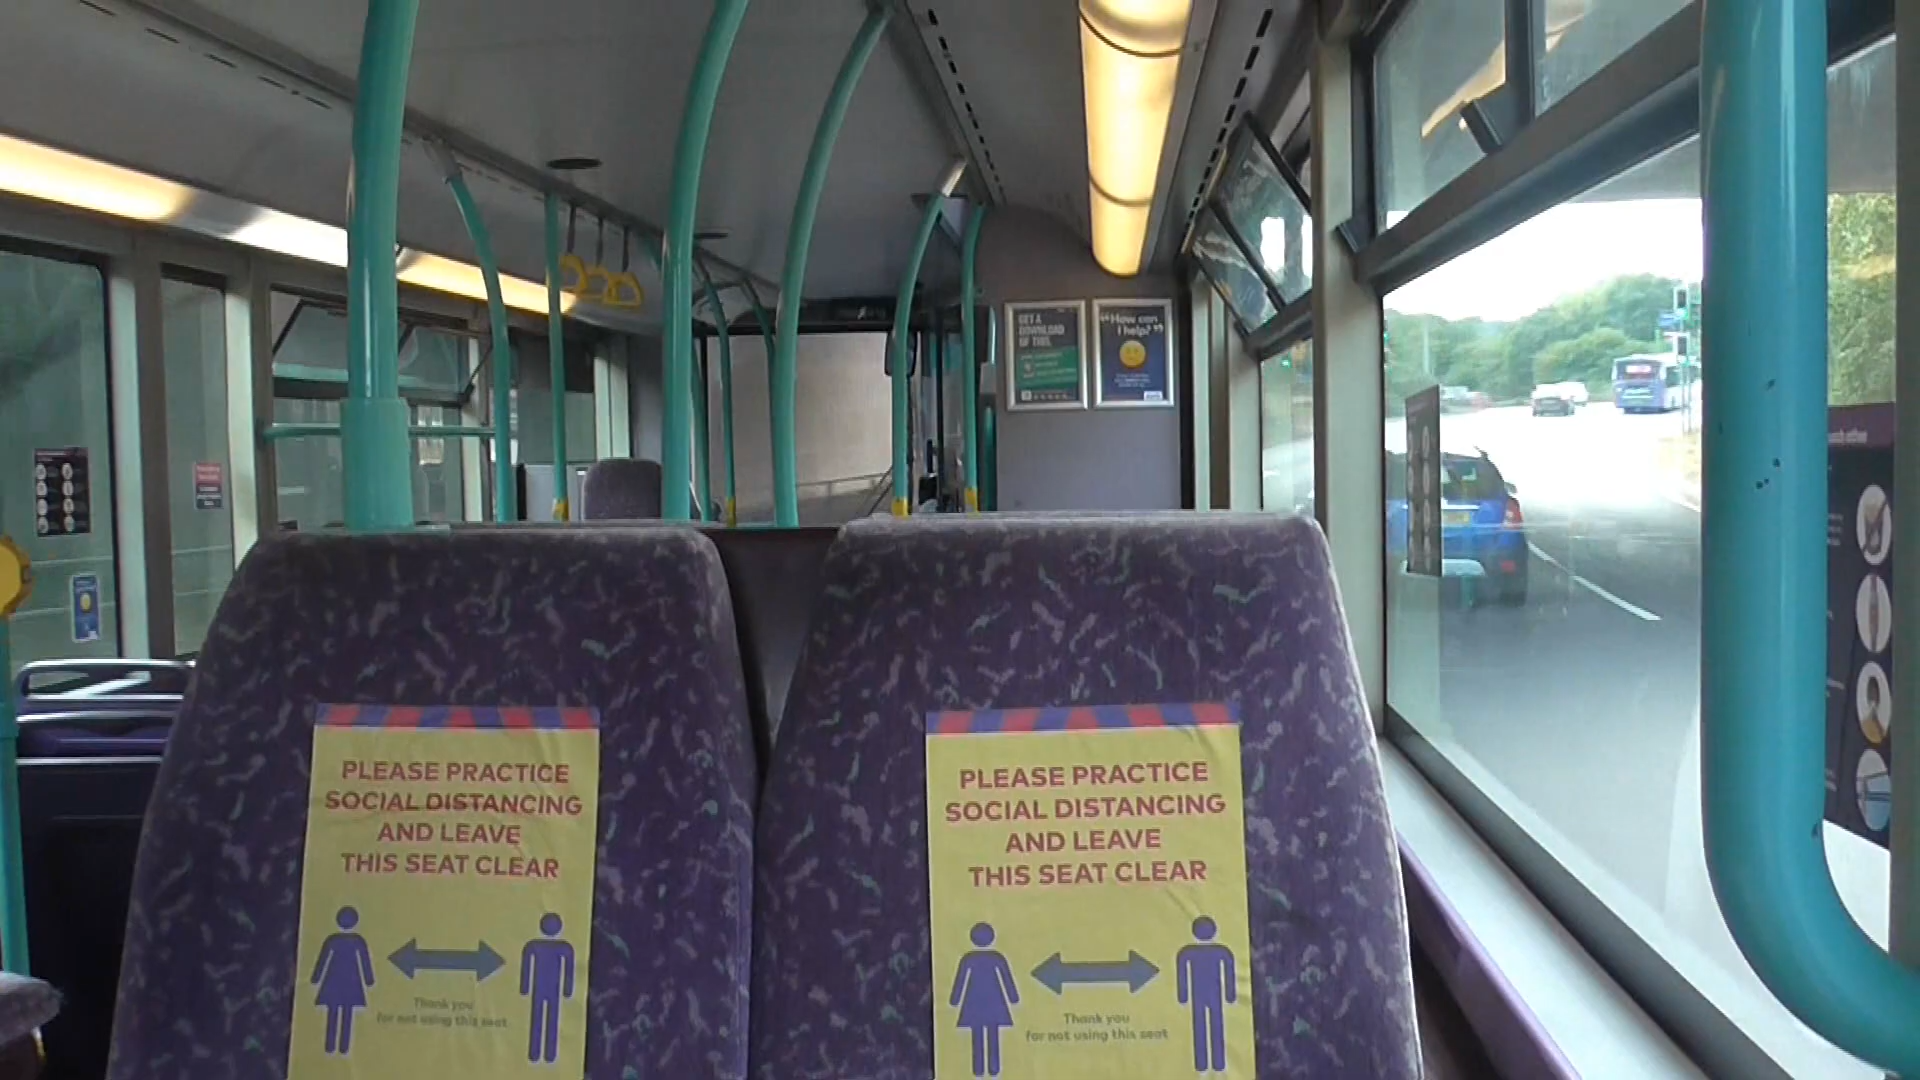 GET A
DOWNLOAD
OF THIS
"How can
I help?"
PLEASE PRACTICE
SOCIAL DISTANCING
AND LEAVE
THIS SEAT CLEAR
Thank you
for not using this seat
PLEASE PRACTICE
SOCIAL DISTANCING
AND LEAVE
THIS SEAT CLEAR
Thank you
for not using this seat